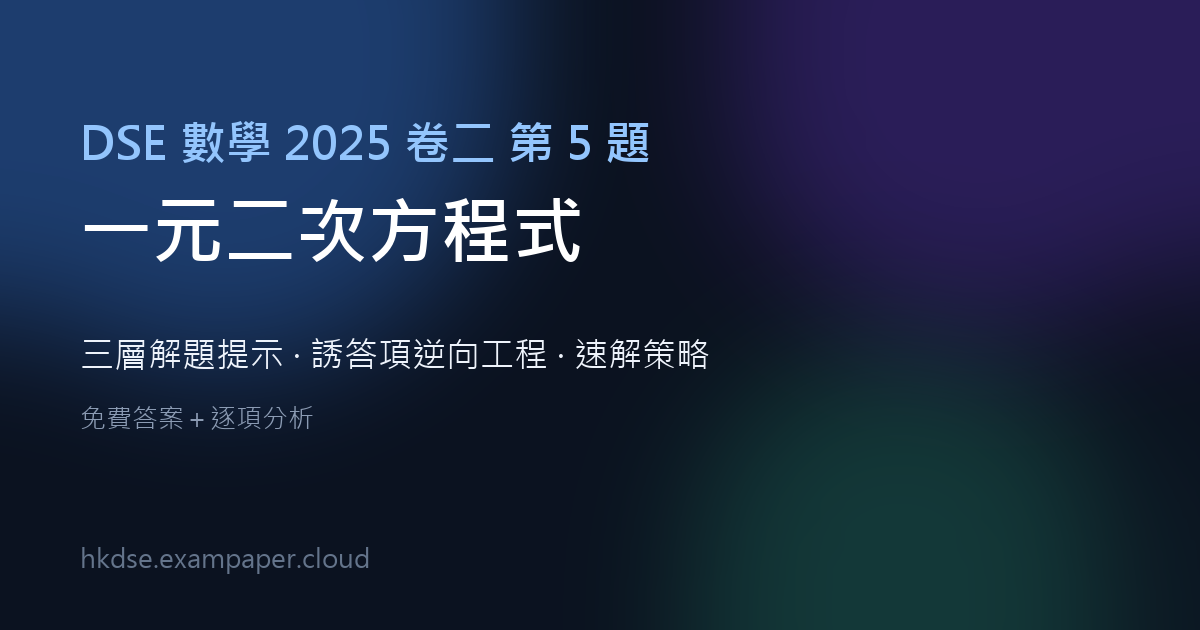 DSE 數學 2025 卷二 第 5 題
一元二次方程式
三層解題提示 · 誘答項逆向工程 · 速解策略
免費答案 + 逐項分析
hkdse.exampaper.cloud